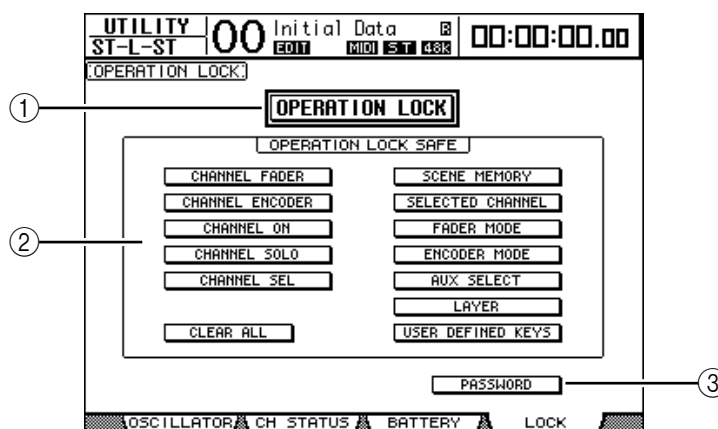 UTILITY 00 Initial Data R 00:00:00.00
ST-L-ST EDIT MIDI ST 48K
OPERATION LOCK
① OPERATION LOCK
OPERATION LOCK SAFE
CHANNEL FADER SCENE MEMORY
CHANNEL ENCODER SELECTED CHANNEL
CHANNEL ON FADER MODE
② CHANNEL SOLO ENCODER MODE
CHANNEL SEL AUX SELECT
LAYER
CLEAR ALL USER DEFINED KEYS
PASSWORD ③
OSCILLATOR CH STATUS BATTERY LOCK